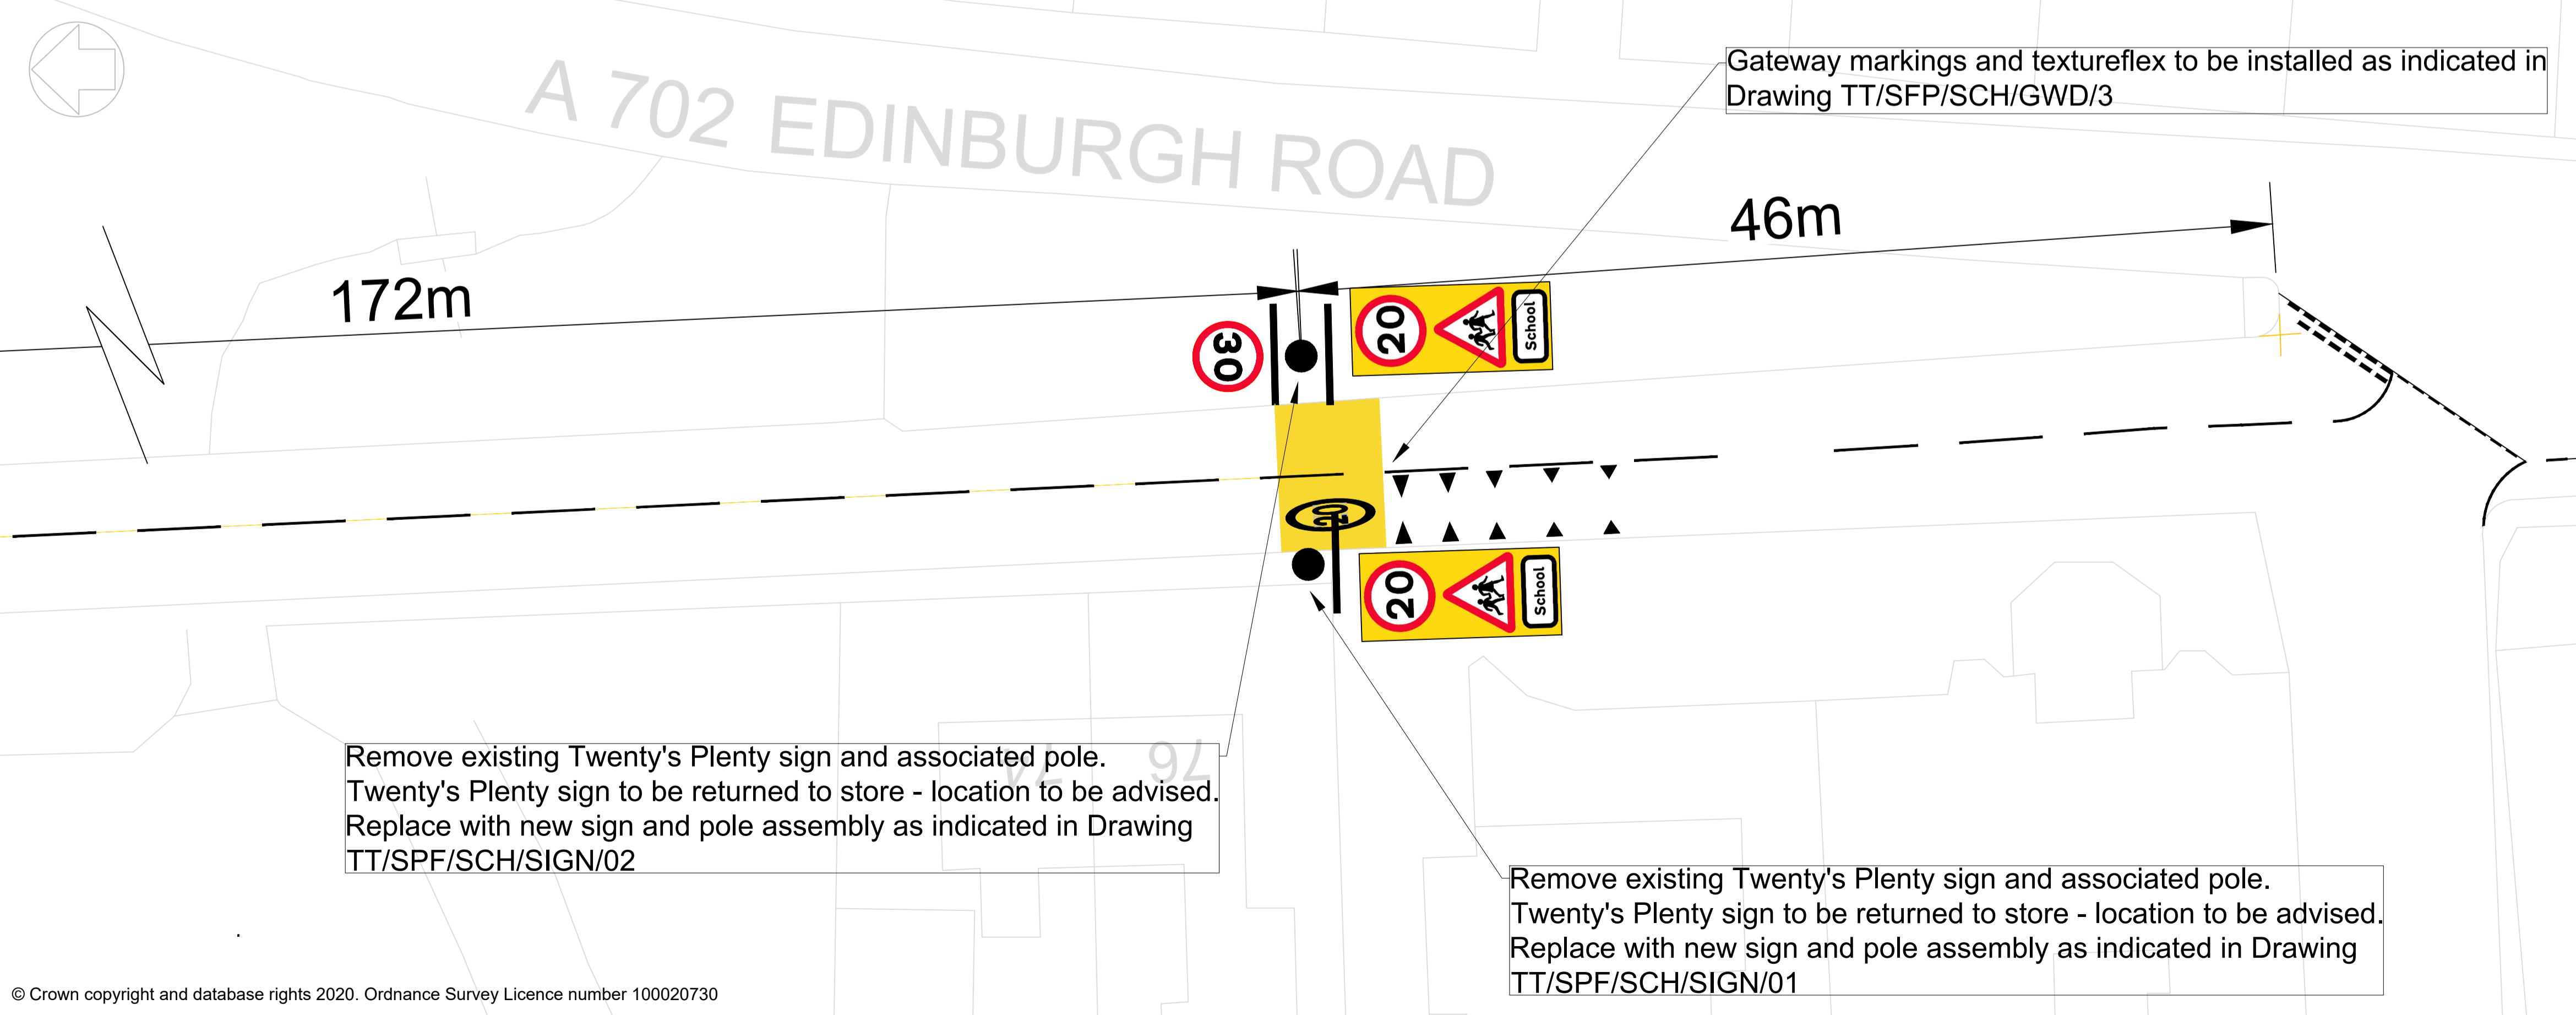 Gateway markings and textureflex to be installed as indicated in
Drawing TT/SFP/SCH/GWD/3
A 702 EDINBURGH ROAD
46m
172m
30
20
School
20
20
School
Remove existing Twenty's Plenty sign and associated pole.
Twenty's Plenty sign to be returned to store - location to be advised.
Replace with new sign and pole assembly as indicated in Drawing
TT/SPF/SCH/SIGN/02
76
Remove existing Twenty's Plenty sign and associated pole.
Twenty's Plenty sign to be returned to store - location to be advised.
Replace with new sign and pole assembly as indicated in Drawing
TT/SPF/SCH/SIGN/01
© Crown copyright and database rights 2020. Ordnance Survey Licence number 100020730